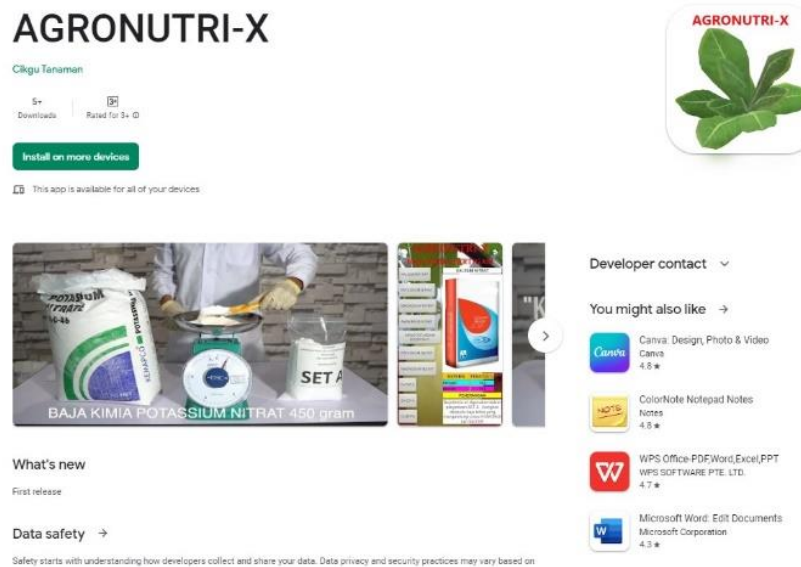 AGRONUTRI-X
AGRONUTRI-X
Cikgu Tanaman
5+
Downloads
3+
Rated for 3+
Install on more devices
This app is available for all of your devices
POTASSIUM NITRATE
SET A
BAJA KIMIA POTASSIUM NITRAT 450 gram
"K
Developer contact
You might also like
Canva
Canva: Design, Photo & Video
Canva
4.8 ★
NOTE
ColorNote Notepad Notes
Notes
4.8 ★
WPS Office-PDF,Word,Excel,PPT
WPS SOFTWARE PTE. LTD.
4.7 ★
W
Microsoft Word: Edit Documents
Microsoft Corporation
4.3 ★
What's new
First release
Data safety
Safety starts with understanding how developers collect and share your data. Data privacy and security practices may vary based on